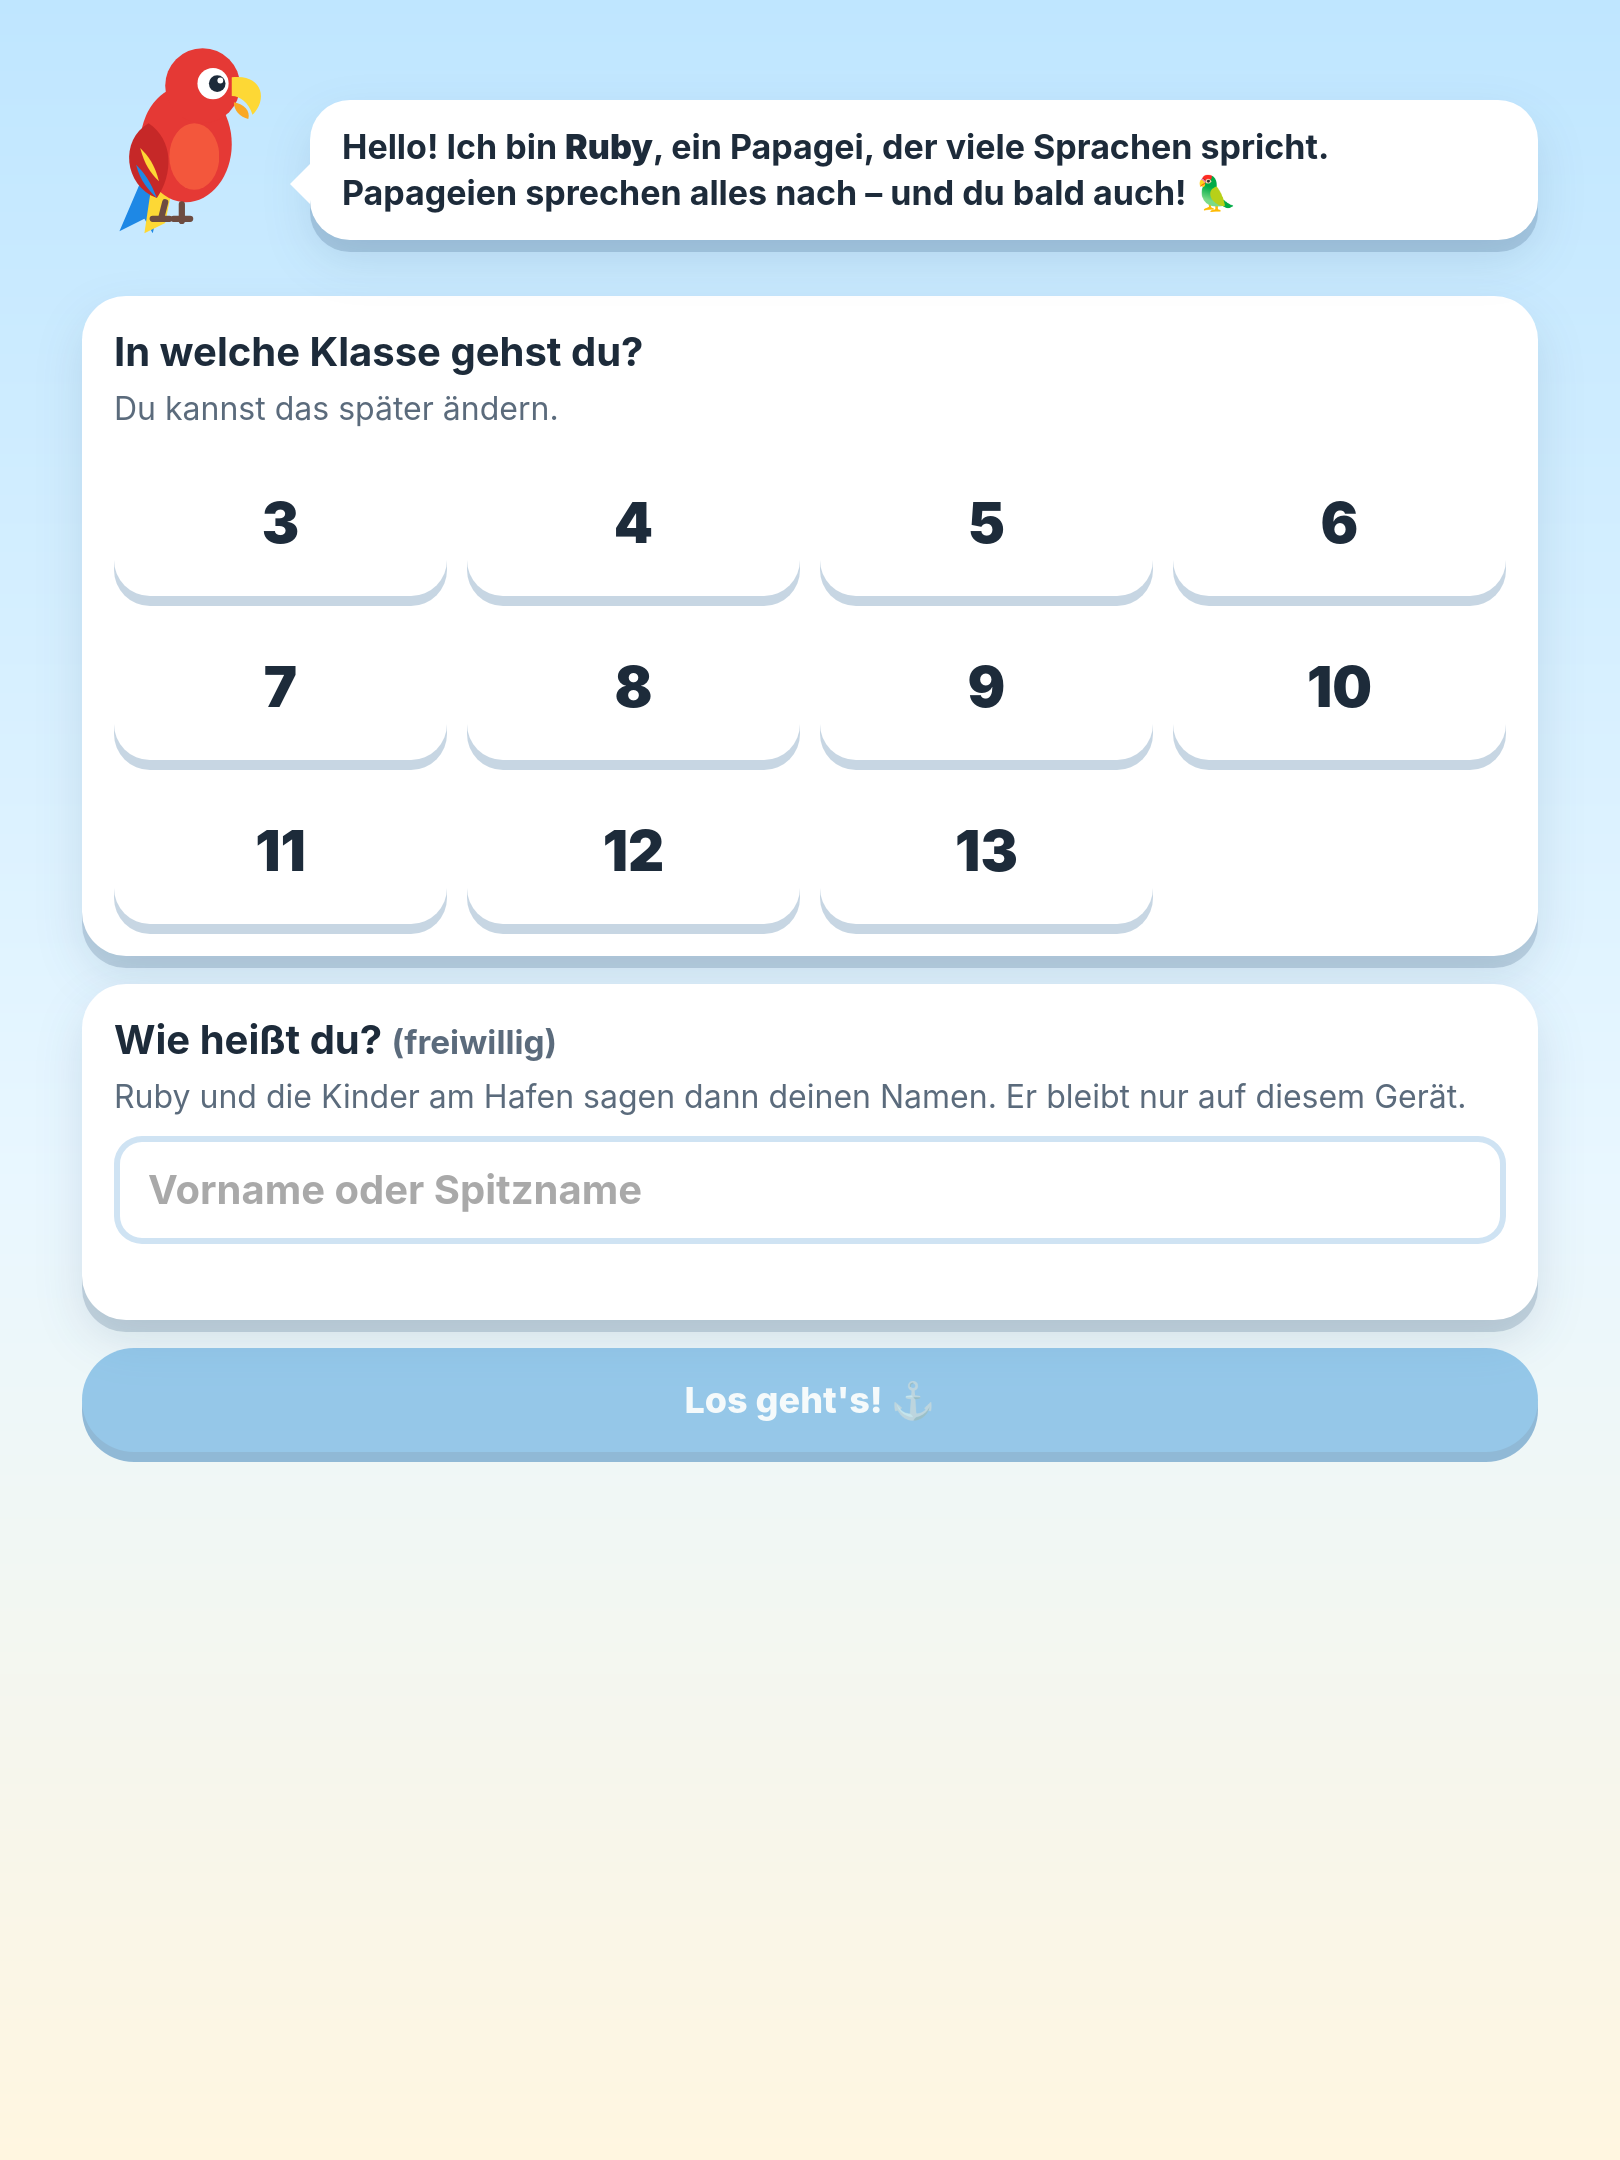 Hello! Ich bin Ruby, ein Papagei, der viele Sprachen spricht.
Papageien sprechen alles nach – und du bald auch! 🦜
In welche Klasse gehst du?
Du kannst das später ändern.
3 4 5 6
7 8 9 10
11 12 13
Wie heißt du? (freiwillig)
Ruby und die Kinder am Hafen sagen dann deinen Namen. Er bleibt nur auf diesem Gerät.
Vorname oder Spitzname
Los geht's! ⚓